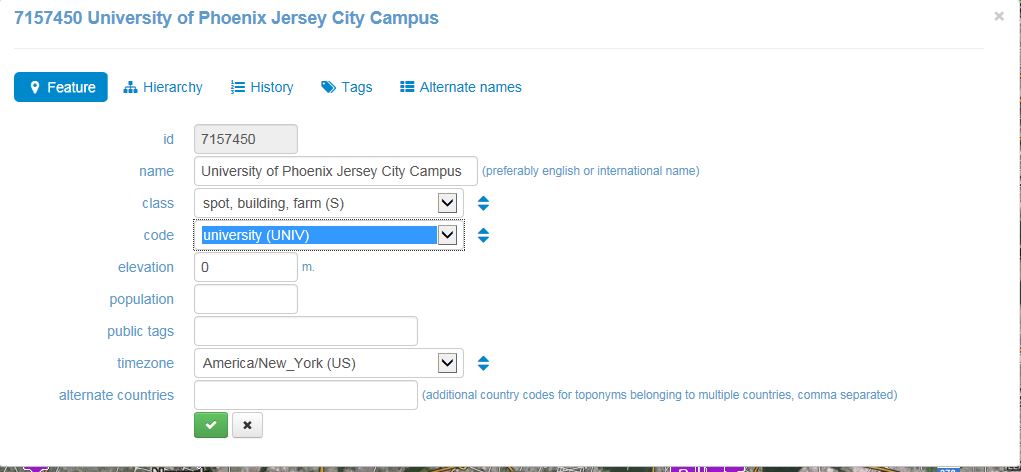 7157450 University of Phoenix Jersey City Campus
Feature Hierarchy History Tags Alternate names
id 7157450
name University of Phoenix Jersey City Campus (preferably english or international name)
class spot, building, farm (S)
code university (UNIV)
elevation 0 m.
population
public tags
timezone America/New_York (US)
alternate countries (additional country codes for toponyms belonging to multiple countries, comma separated)